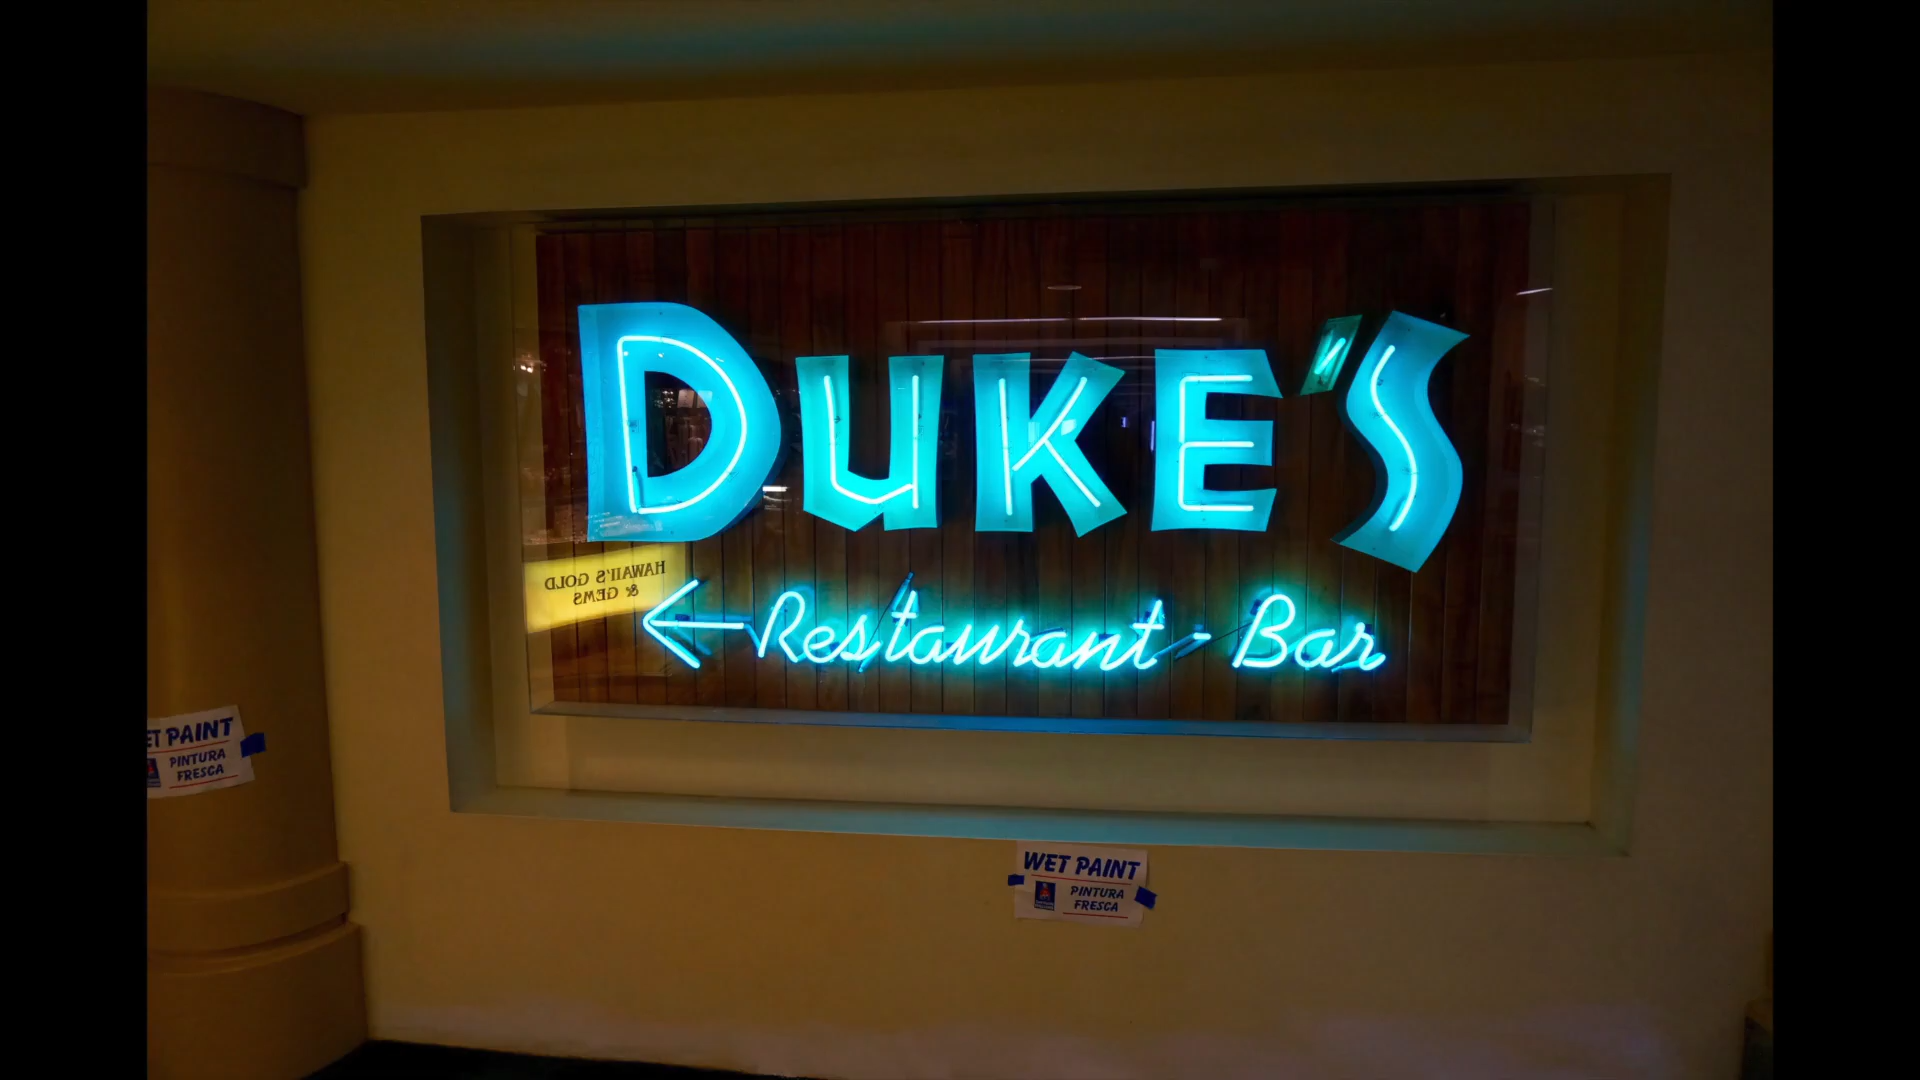 DUKE'S
HAWAII'S GOLD
& GEMS
Restaurant - Bar
ET PAINT
PINTURA
FRESCA
WET PAINT
PINTURA
FRESCA